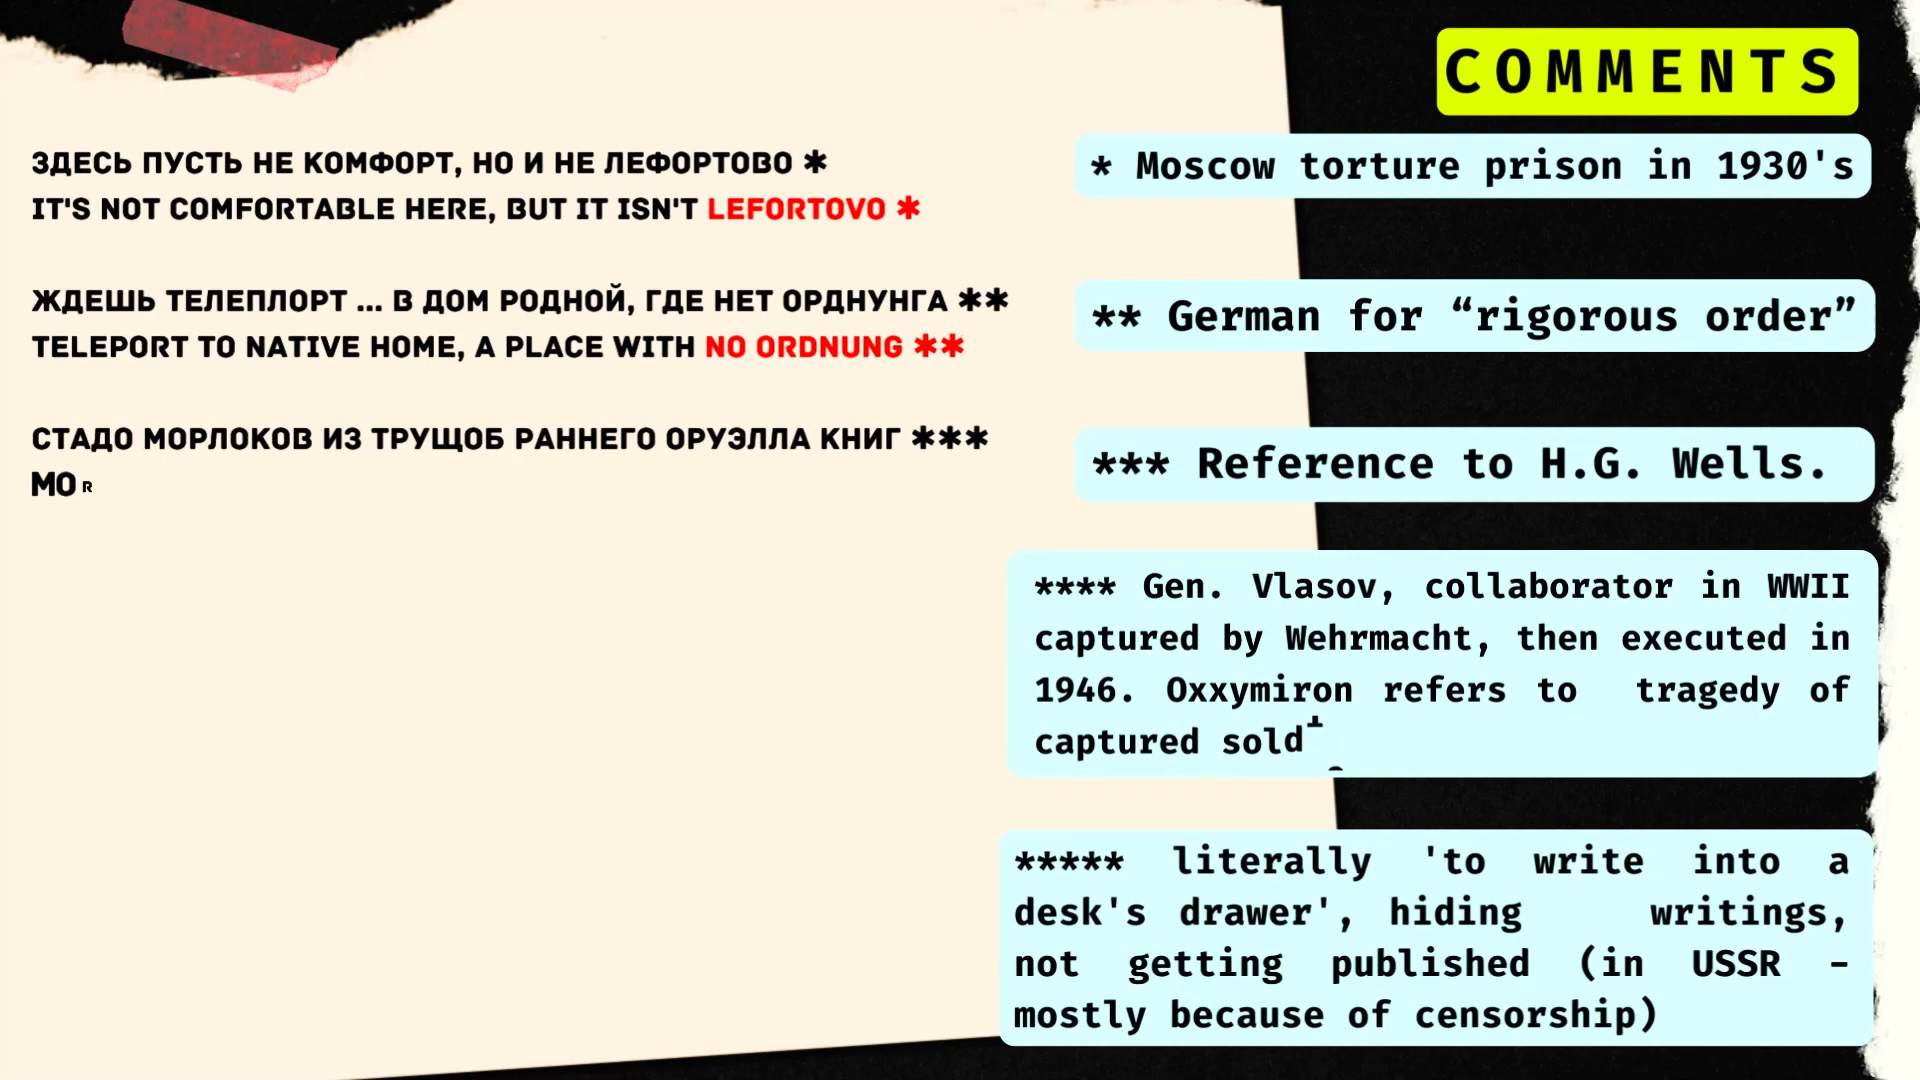 COMMENTS
ЗДЕСЬ ПУСТЬ НЕ КОМФОРТ, НО И НЕ ЛЕФОРТОВО *
IT'S NOT COMFORTABLE HERE, BUT IT ISN'T LEFORTOVO *
ЖДЕШЬ ТЕЛЕПЛОРТ ... В ДОМ РОДНОЙ, ГДЕ НЕТ ОРДНУНГА **
TELEPORT TO NATIVE HOME, A PLACE WITH NO ORDNUNG **
СТАДО МОРЛОКОВ ИЗ ТРУЩОБ РАННЕГО ОРУЭЛЛА КНИГ ***
MOR
* Moscow torture prison in 1930's
** German for “rigorous order”
*** Reference to H.G. Wells.
**** Gen. Vlasov, collaborator in WWII
captured by Wehrmacht, then executed in
1946. Oxxymiron refers to tragedy of
captured sold
***** literally 'to write into a
desk's drawer', hiding writings,
not getting published (in USSR –
mostly because of censorship)